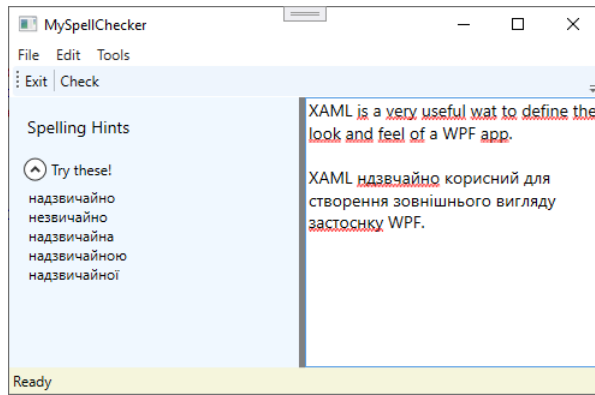 MySpellChecker
File Edit Tools
Exit Check
Spelling Hints
Try these!
надзвичайно
незвичайно
надзвичайна
надзвичайною
надзвичайної
XAML is a very useful wat to define the
look and feel of a WPF app.
XAML ндзвчайно корисний для
створення зовнішнього вигляду
застоснку WPF.
Ready